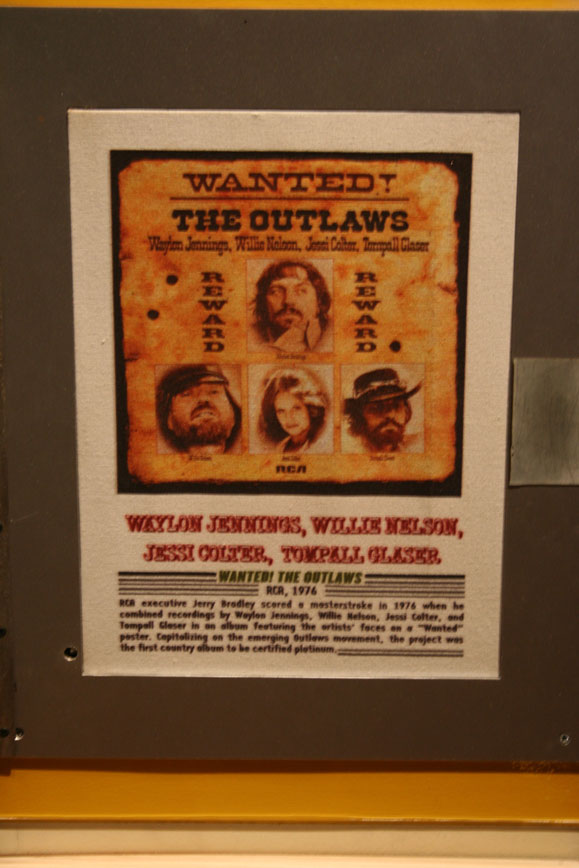 WANTED!
THE OUTLAWS
Waylon Jennings, Willie Nelson, Jessi Colter, Tompall Glaser
REWARD
REWARD
RCA
WAYLON JENNINGS, WILLIE NELSON,
JESSI COLTER, TOMPALL GLASER
WANTED! THE OUTLAWS
RCA, 1976
RCA executive Jerry Bradley scored a masterstroke in 1976 when he
combined recordings by Waylon Jennings, Willie Nelson, Jessi Colter, and
Tompall Glaser in an album featuring the artists' faces on a "Wanted"
poster. Capitalizing on the emerging Outlaws movement, the project was
the first country album to be certified platinum.